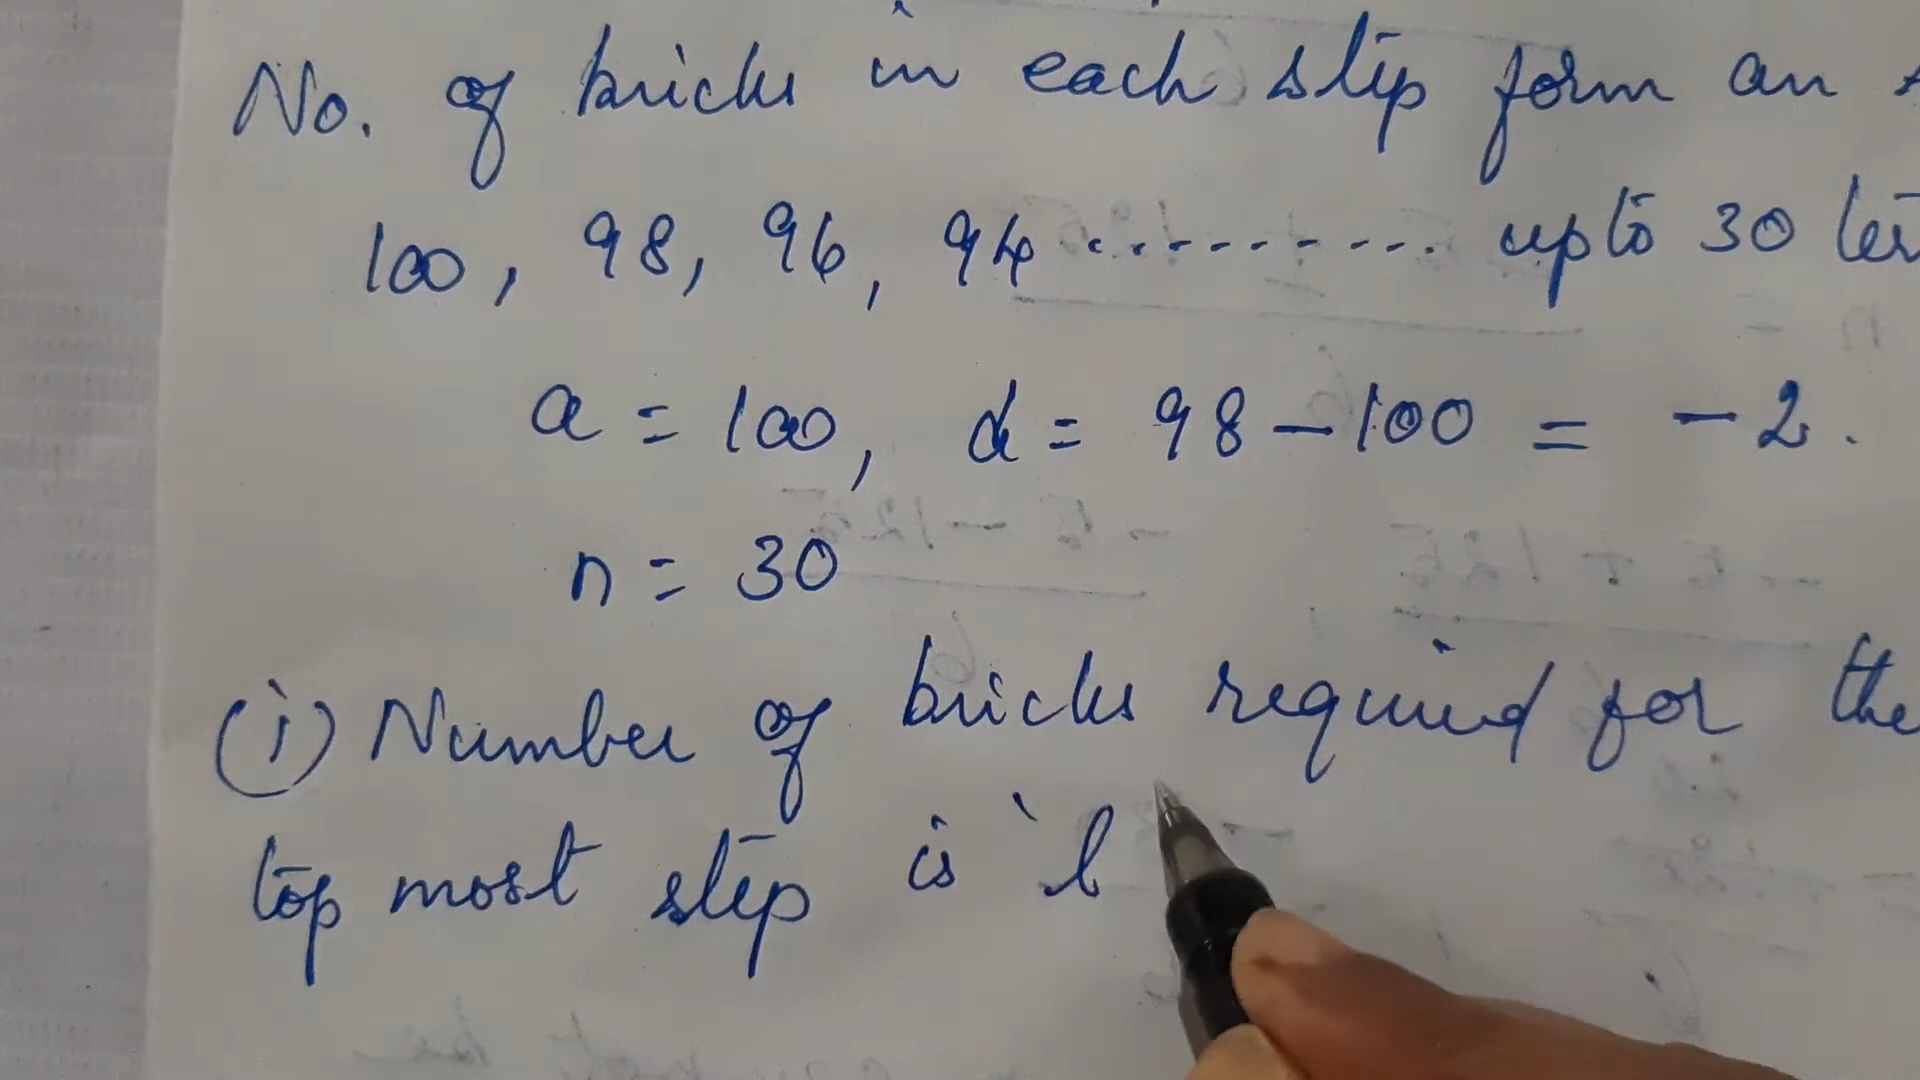 No. of bricks in each step form an
100, 98, 96, 94 .......... upto 30
a = 100, d = 98 - 100 = -2.
n = 30
(i) Number of bricks required for the
top most step is 'l